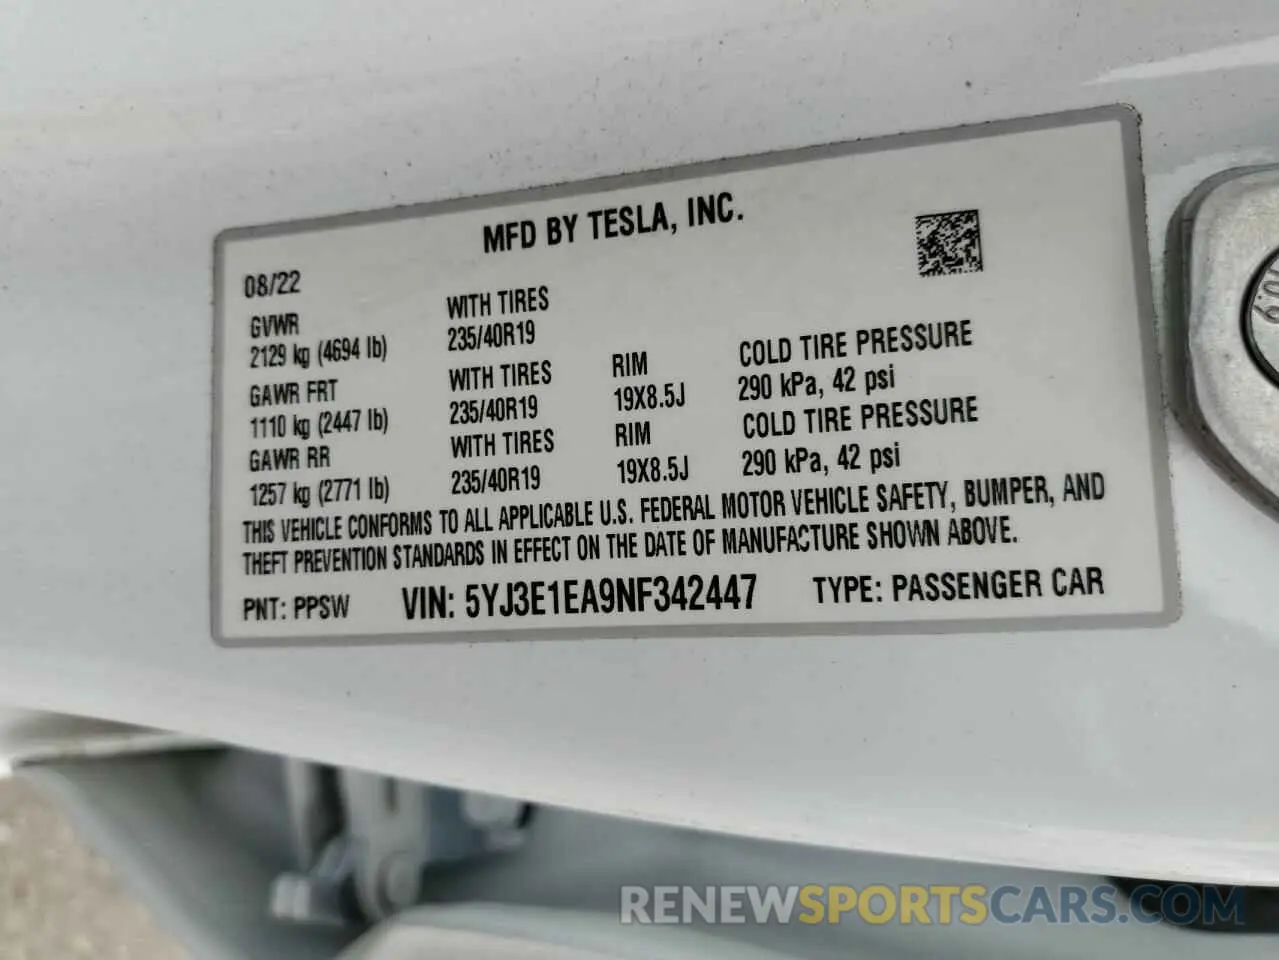 MFD BY TESLA, INC.
08/22
GVWR
2129 kg (4694 lb)
WITH TIRES
235/40R19
GAWR FRT
1110 kg (2447 lb)
WITH TIRES
235/40R19
RIM
19X8.5J
COLD TIRE PRESSURE
290 kPa, 42 psi
GAWR RR
1257 kg (2771 lb)
WITH TIRES
235/40R19
RIM
19X8.5J
COLD TIRE PRESSURE
290 kPa, 42 psi
THIS VEHICLE CONFORMS TO ALL APPLICABLE U.S. FEDERAL MOTOR VEHICLE SAFETY, BUMPER, AND
THEFT PREVENTION STANDARDS IN EFFECT ON THE DATE OF MANUFACTURE SHOWN ABOVE.
PNT: PPSW VIN: 5YJ3E1EA9NF342447 TYPE: PASSENGER CAR
RENEWSPORTSCARS.COM